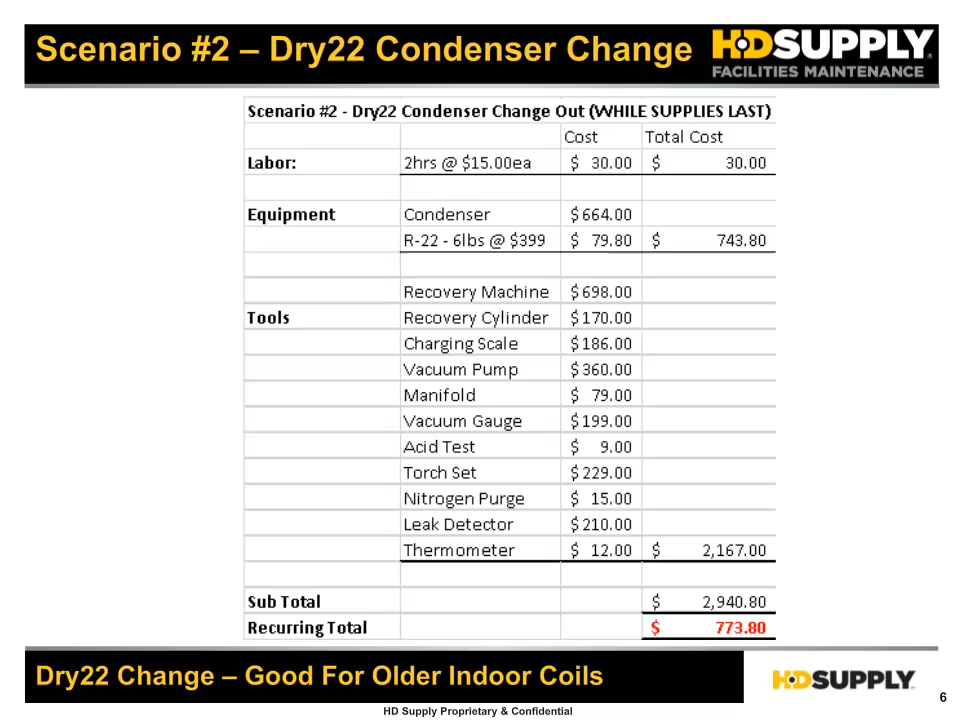 Scenario #2 – Dry22 Condenser Change
HDSUPPLY
FACILITIES MAINTENANCE
Scenario #2 - Dry22 Condenser Change Out (WHILE SUPPLIES LAST)
Cost Total Cost
Labor: 2hrs @ $15.00ea $ 30.00 $ 30.00
Equipment Condenser $664.00
R-22 - 6lbs @ $399 $ 79.80 $ 743.80
Recovery Machine $698.00
Tools Recovery Cylinder $170.00
Charging Scale $186.00
Vacuum Pump $360.00
Manifold $ 79.00
Vacuum Gauge $199.00
Acid Test $ 9.00
Torch Set $229.00
Nitrogen Purge $ 15.00
Leak Detector $210.00
Thermometer $ 12.00 $ 2,167.00
Sub Total $ 2,940.80
Recurring Total $ 773.80
Dry22 Change – Good For Older Indoor Coils
HDSUPPLY
6
HD Supply Proprietary & Confidential